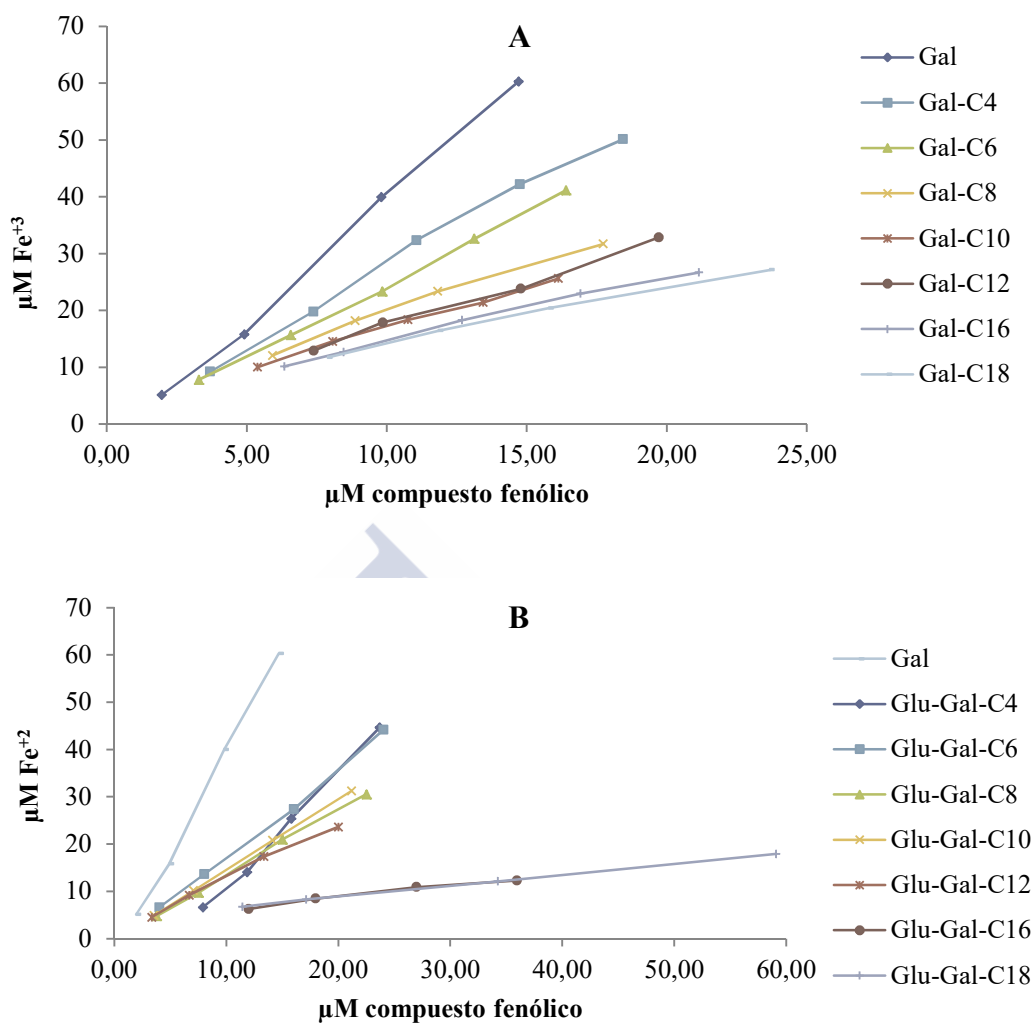 A
70
60
50
40
30
20
10
0
µM Fe+3
0,00 5,00 10,00 15,00 20,00 25,00
µM compuesto fenólico
Gal
Gal-C4
Gal-C6
Gal-C8
Gal-C10
Gal-C12
Gal-C16
Gal-C18
B
70
60
50
40
30
20
10
0
µM Fe+2
0,00 10,00 20,00 30,00 40,00 50,00 60,00
µM compuesto fenólico
Gal
Glu-Gal-C4
Glu-Gal-C6
Glu-Gal-C8
Glu-Gal-C10
Glu-Gal-C12
Glu-Gal-C16
Glu-Gal-C18